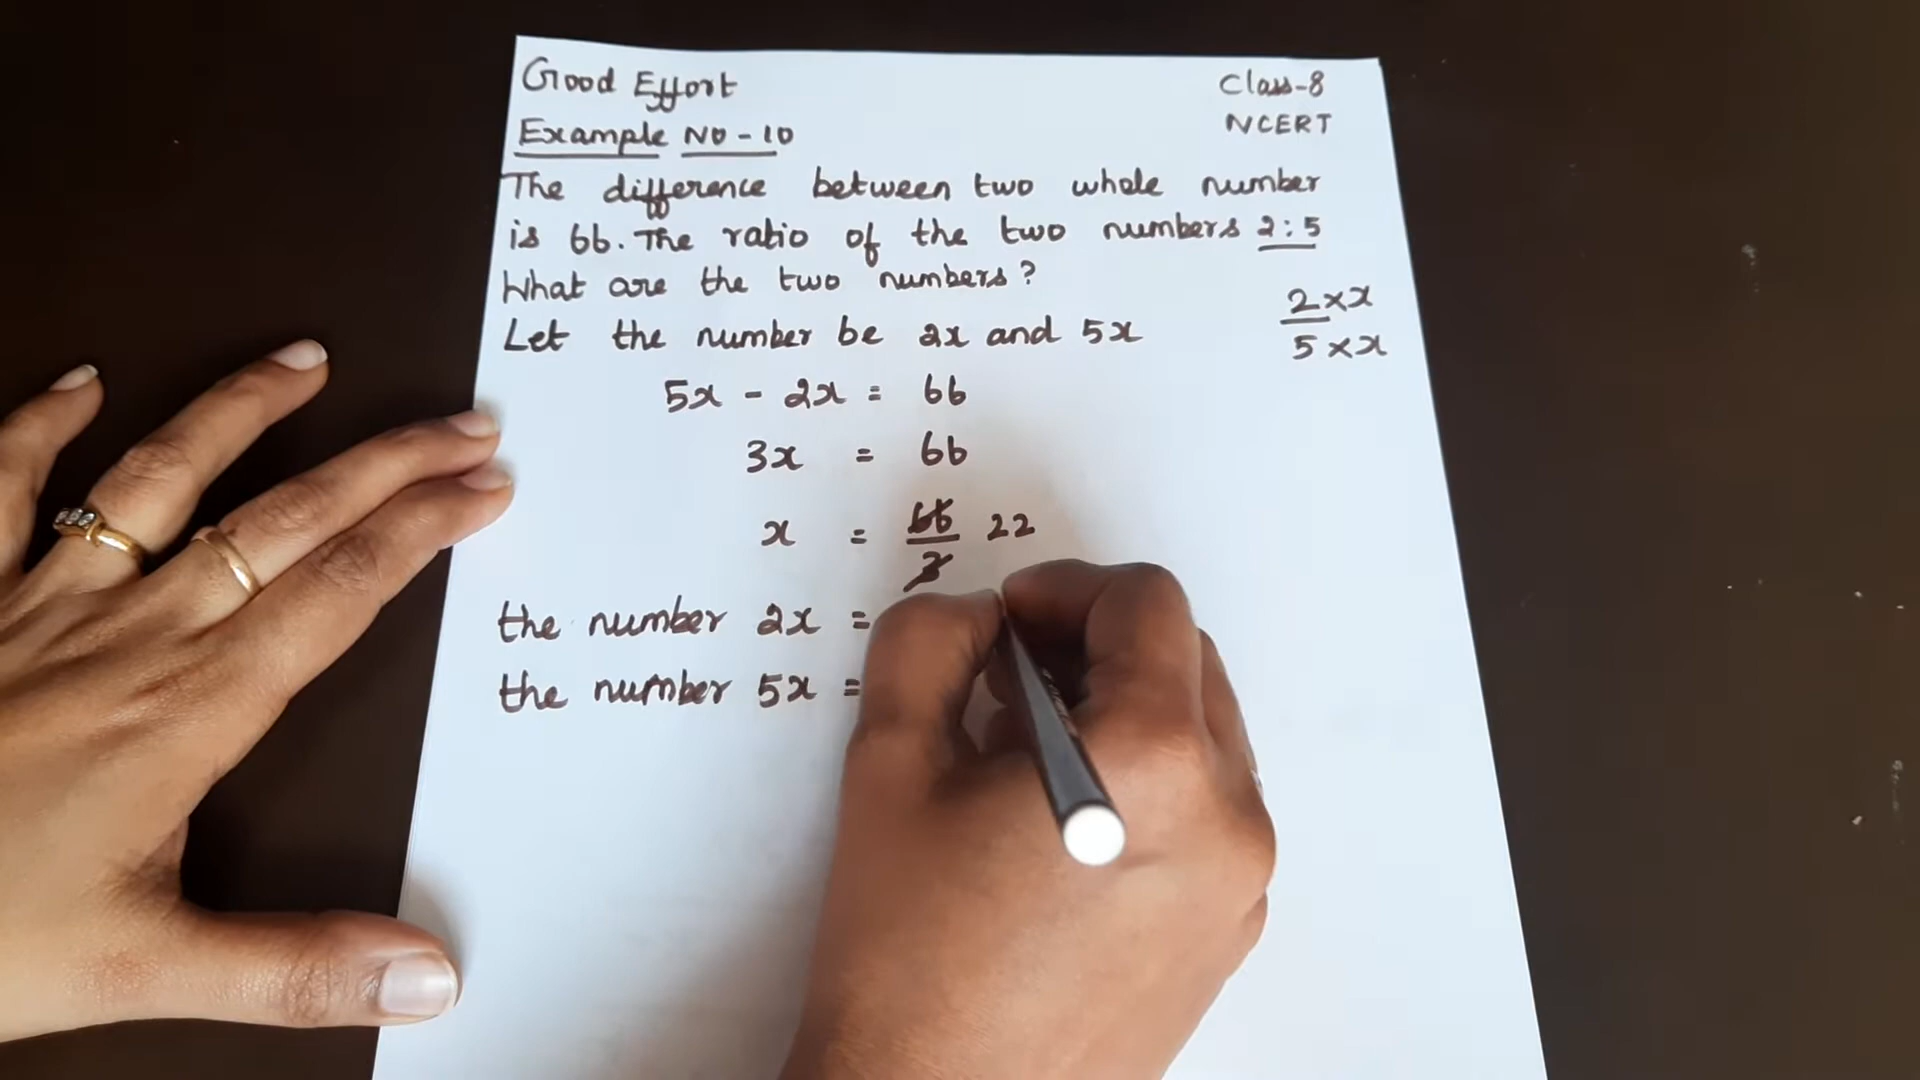 Good Effort
Class-8
Example No-10
NCERT
The difference between two whole number
is 66. The ratio of the two numbers 2:5
What are the two numbers?
2×x
5×x
Let the number be 2x and 5x
5x - 2x = 66
3x = 66
x = 66/3 22
the number 2x =
the number 5x =